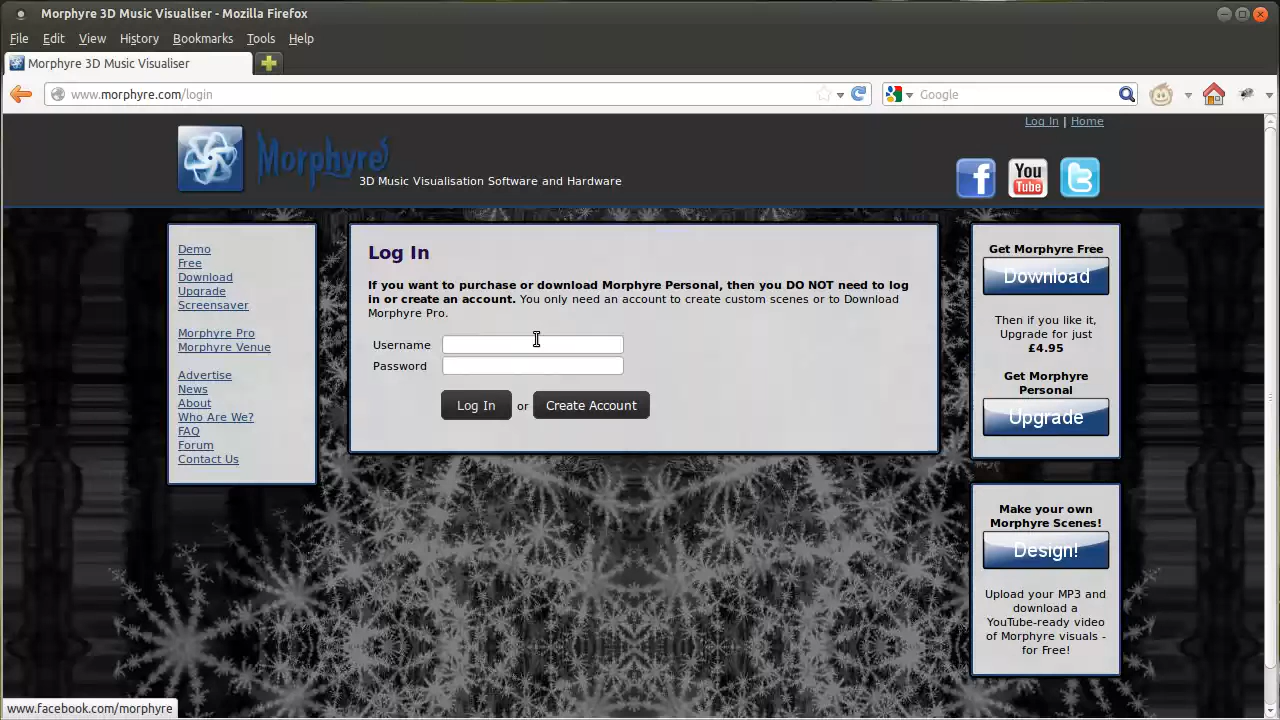 Morphyre 3D Music Visualiser - Mozilla Firefox
File Edit View History Bookmarks Tools Help
Morphyre 3D Music Visualiser
www.morphyre.com/login
Google
Log In | Home
Morphyre
3D Music Visualisation Software and Hardware
f
You
Tube
t
Demo
Free
Download
Upgrade
Screensaver
Morphyre Pro
Morphyre Venue
Advertise
News
About
Who Are We?
FAQ
Forum
Contact Us
Log In
If you want to purchase or download Morphyre Personal, then you DO NOT need to log
in or create an account. You only need an account to create custom scenes or to Download
Morphyre Pro.
Username
Password
Log In or Create Account
Get Morphyre Free
Download
Then if you like it,
Upgrade for just
£4.95
Get Morphyre
Personal
Upgrade
Make your own
Morphyre Scenes!
Design!
Upload your MP3 and
download a
YouTube-ready video
of Morphyre visuals -
for Free!
www.facebook.com/morphyre